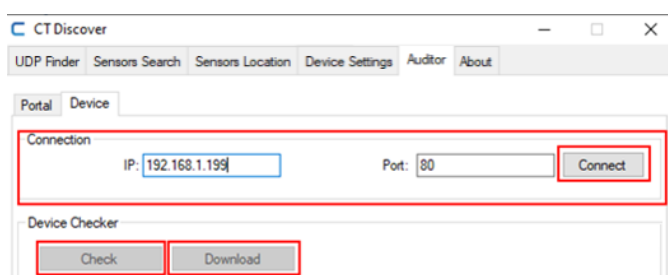 CT Discover
UDP Finder Sensors Search Sensors Location Device Settings Auditor About
Portal Device
Connection
IP: 192.168.1.199 Port: 80 Connect
Device Checker
Check Download